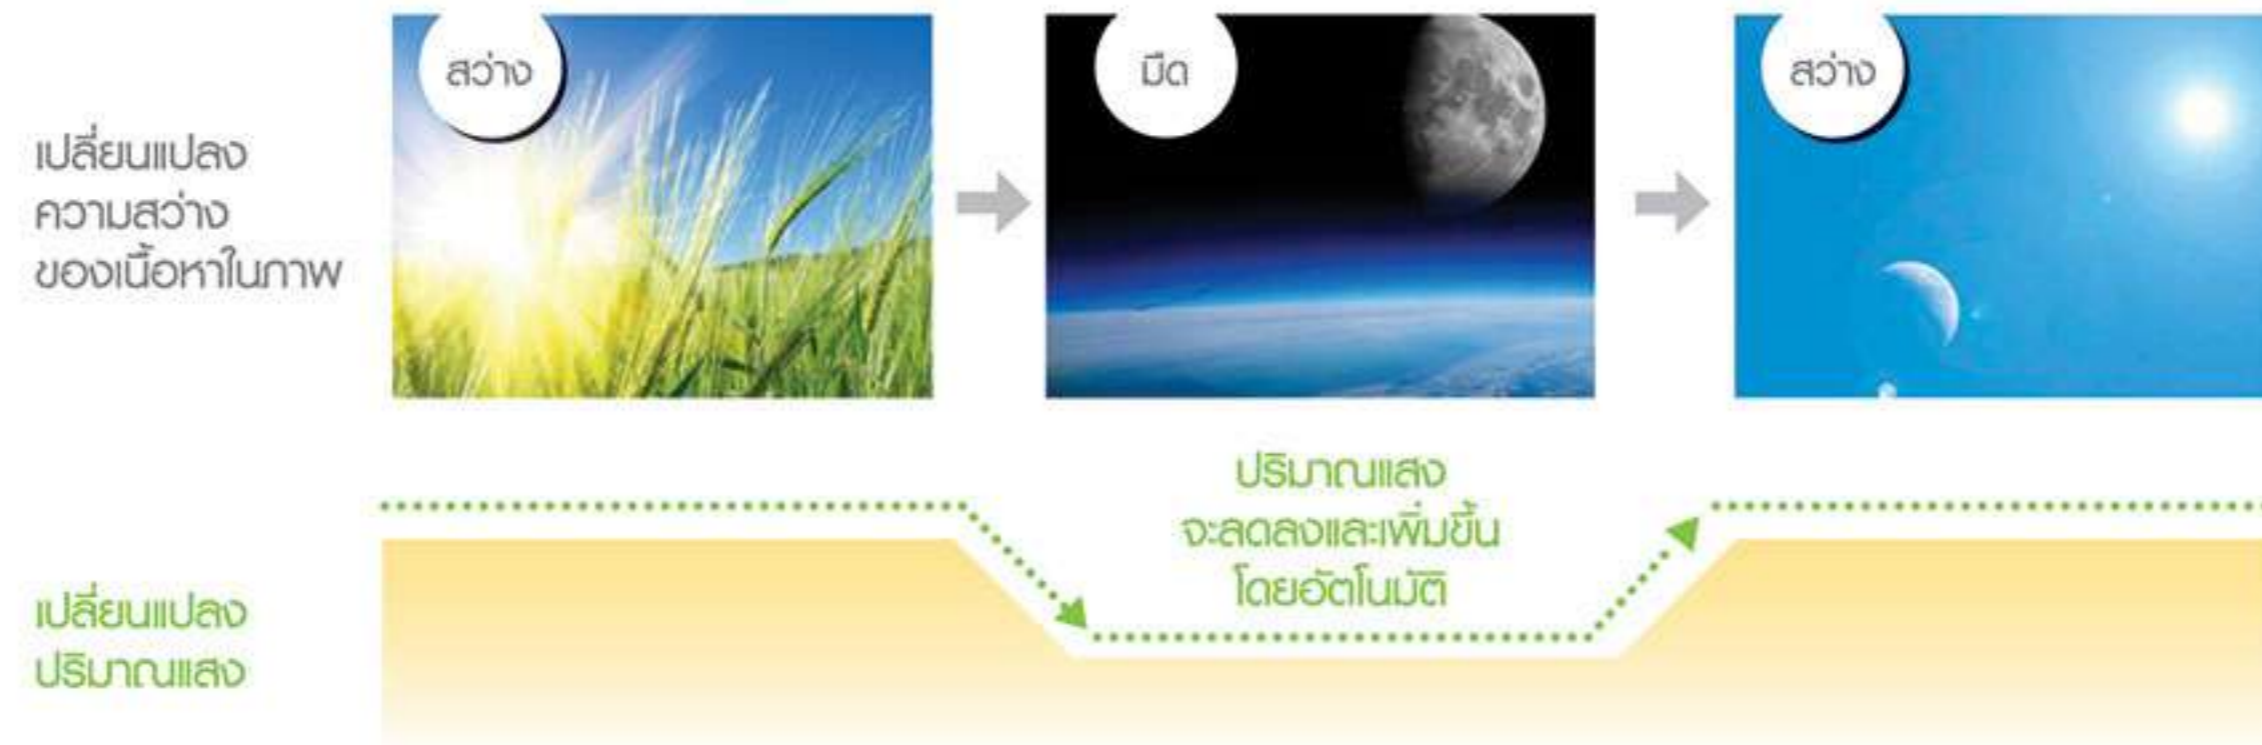 สว่าง
มืด
สว่าง
เปลี่ยนแปลง
ความสว่าง
ของเนื้อหาในภาพ
ปริมาณแสง
จะลดลงและเพิ่มขึ้น
โดยอัตโนมัติ
เปลี่ยนแปลง
ปริมาณแสง